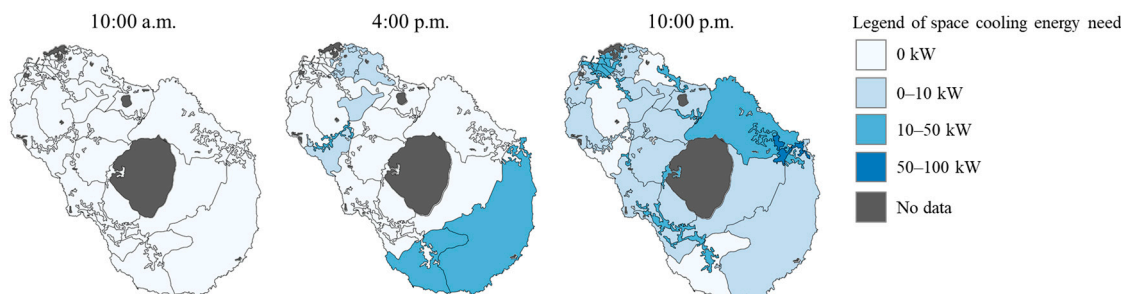 10:00 a.m.
4:00 p.m.
10:00 p.m.
Legend of space cooling energy need
0 kW
0–10 kW
10–50 kW
50–100 kW
No data